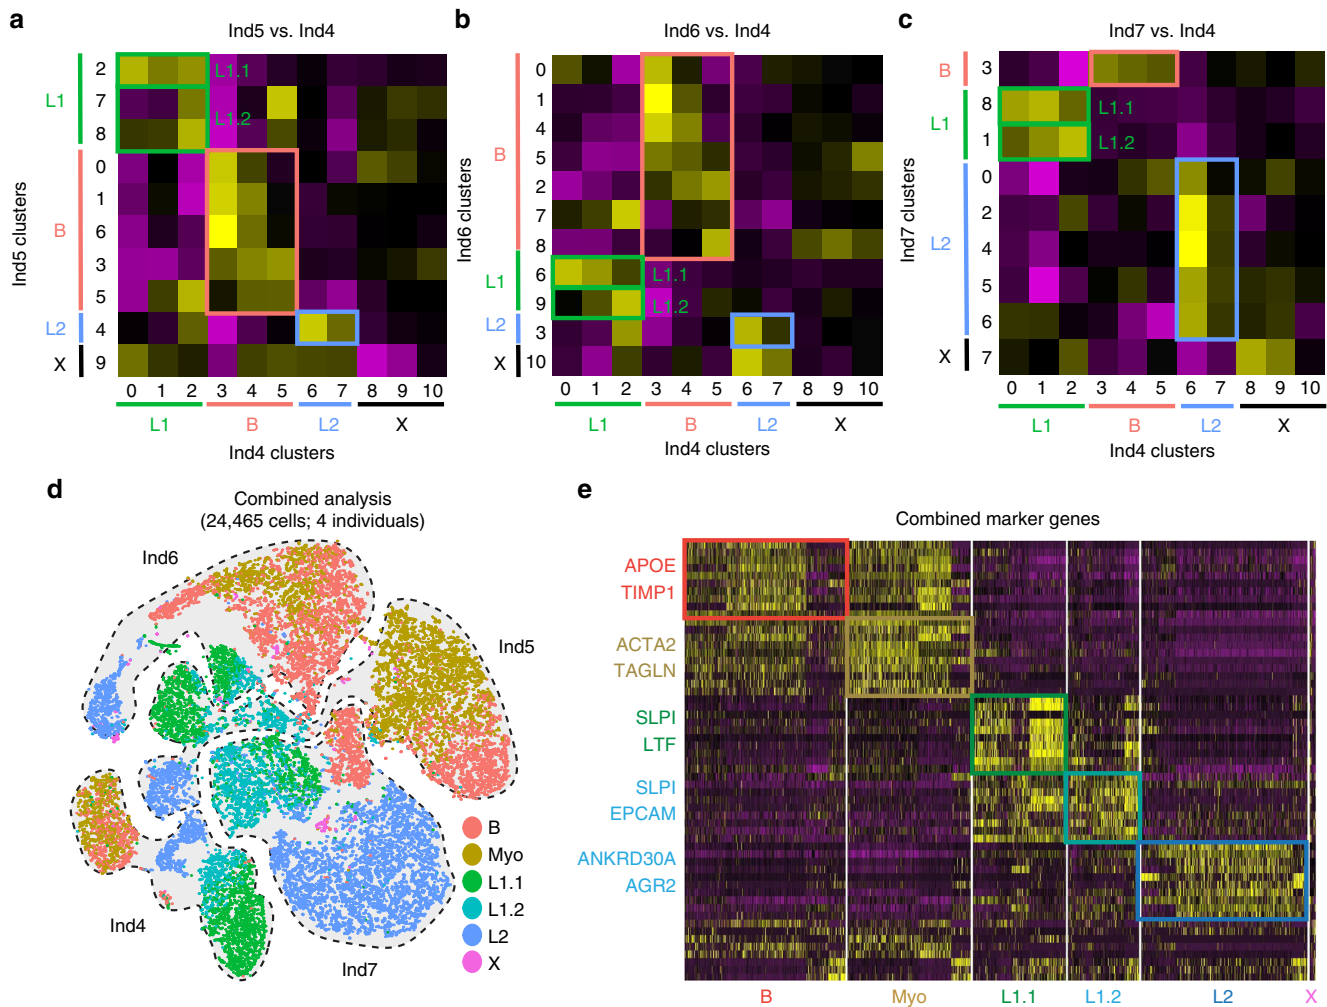 a
Ind5 vs. Ind4
L1
B
L2
X
Ind5 clusters
2
7
8
0
1
6
3
5
4
9
L1.1
L1.2
0 1 2 3 4 5 6 7 8 9 10
L1 B L2 X
Ind4 clusters
b
Ind6 vs. Ind4
B
L1
L2
X
Ind6 clusters
0
1
4
5
2
7
8
6
9
3
10
L1.1
L1.2
0 1 2 3 4 5 6 7 8 9 10
L1 B L2 X
Ind4 clusters
c
Ind7 vs. Ind4
B
L1
L2
X
Ind7 clusters
3
8
1
0
2
4
5
6
7
L1.1
L1.2
0 1 2 3 4 5 6 7 8 9 10
L1 B L2 X
Ind4 clusters
d
Combined analysis
(24,465 cells; 4 individuals)
Ind6
Ind5
Ind4
Ind7
B
Myo
L1.1
L1.2
L2
X
e
Combined marker genes
APOE
TIMP1
ACTA2
TAGLN
SLPI
LTF
SLPI
EPCAM
ANKRD30A
AGR2
B Myo L1.1 L1.2 L2 X